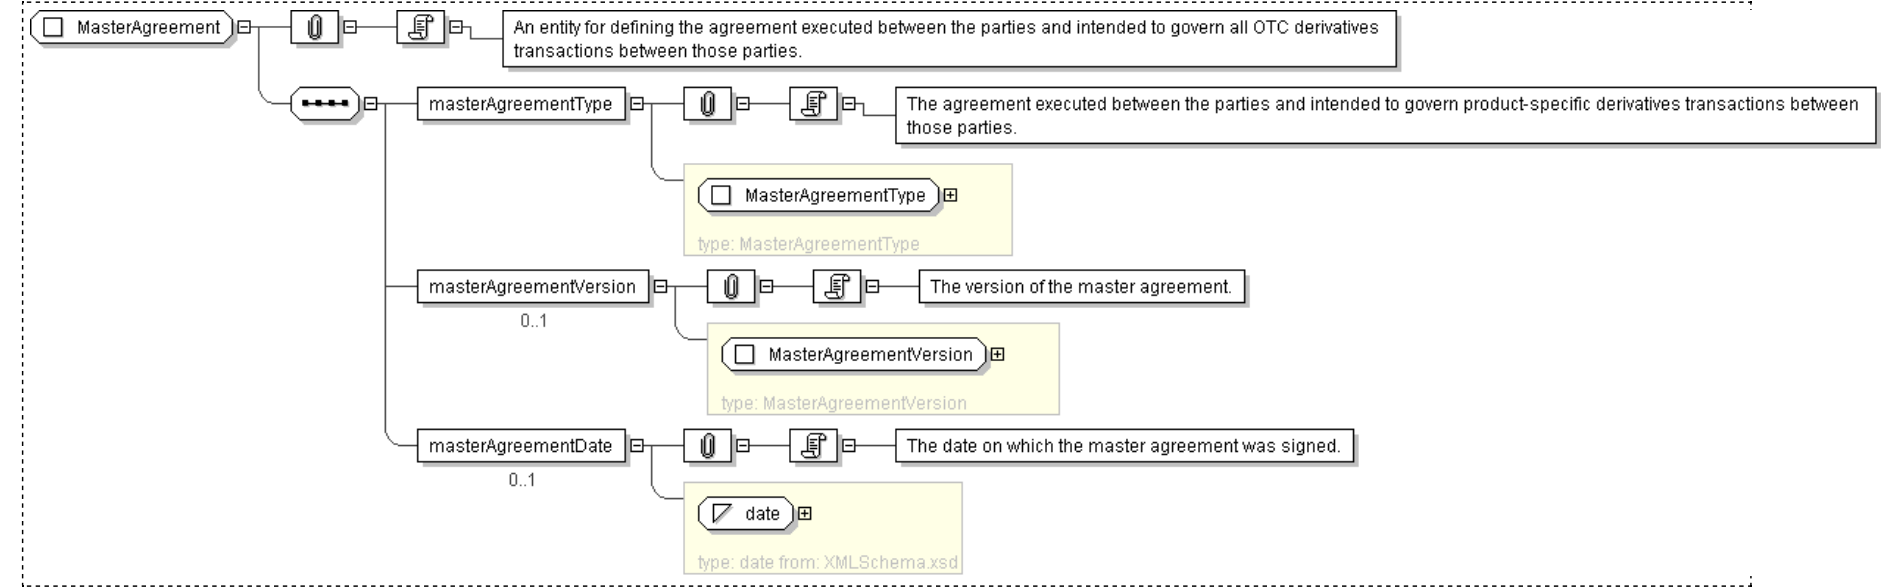 MasterAgreement
An entity for defining the agreement executed between the parties and intended to govern all OTC derivatives
transactions between those parties.
masterAgreementType
The agreement executed between the parties and intended to govern product-specific derivatives transactions between
those parties.
MasterAgreementType
type: MasterAgreementType
masterAgreementVersion
The version of the master agreement.
0..1
MasterAgreementVersion
type: MasterAgreementVersion
masterAgreementDate
The date on which the master agreement was signed.
0..1
date
type: date from: XMLSchema.xsd